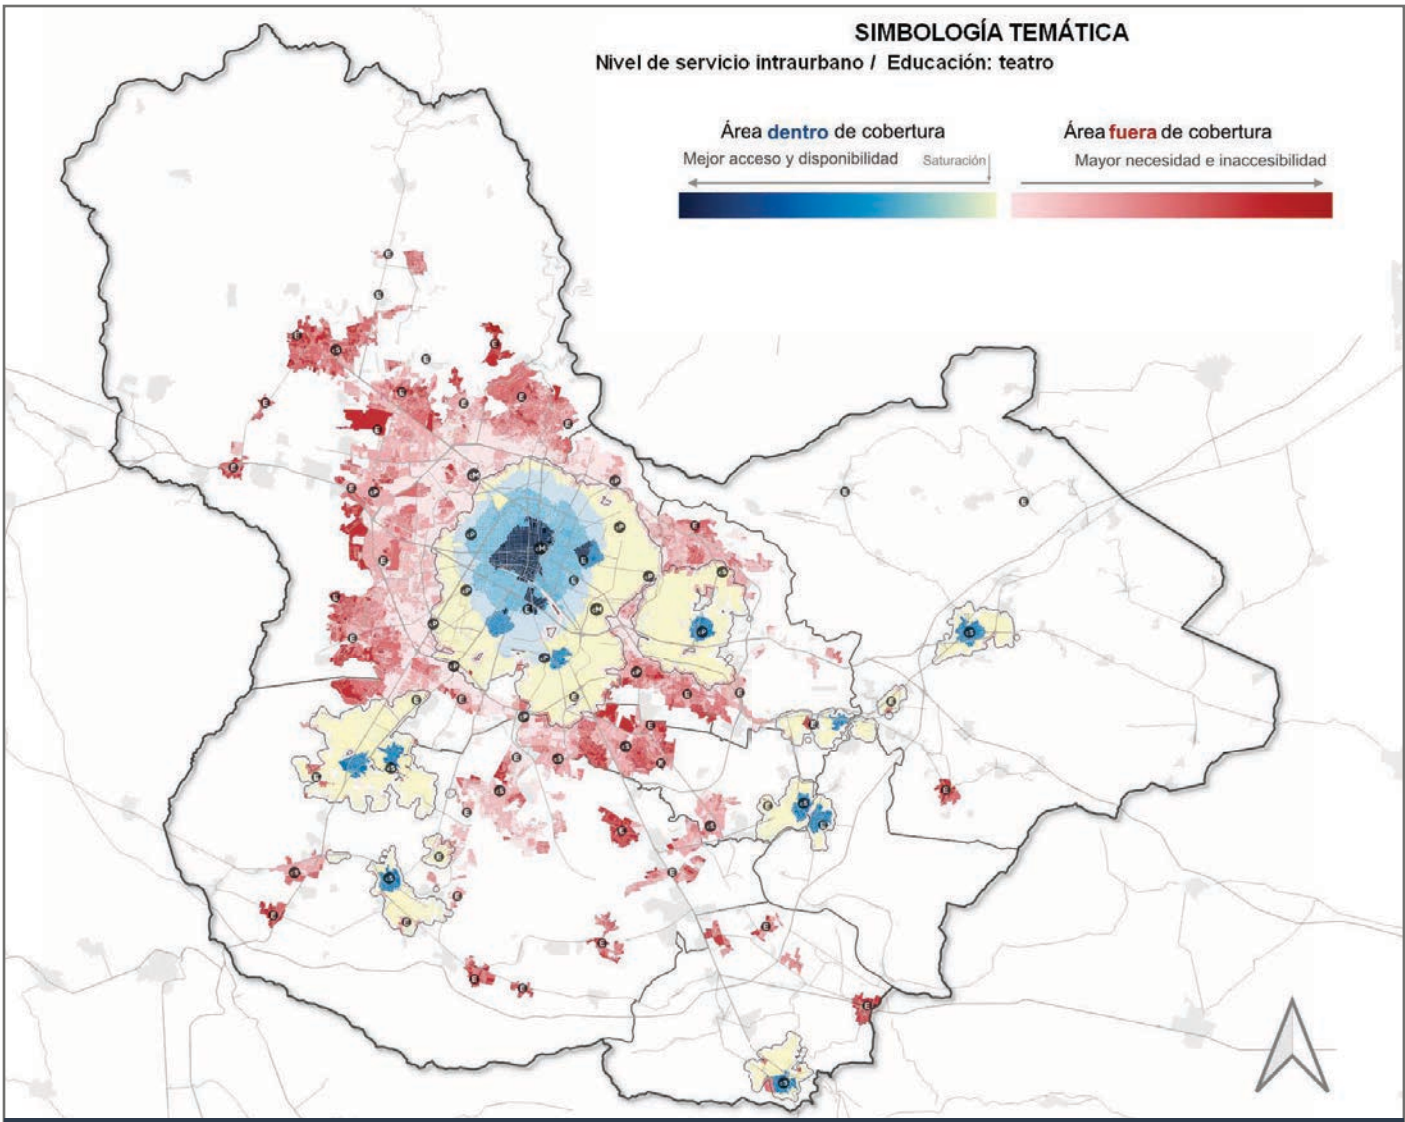 SIMBOLOGÍA TEMÁTICA
Nivel de servicio intraurbano / Educación: teatro
Área dentro de cobertura
Área fuera de cobertura
Mejor acceso y disponibilidad
Saturación
Mayor necesidad e inaccesibilidad